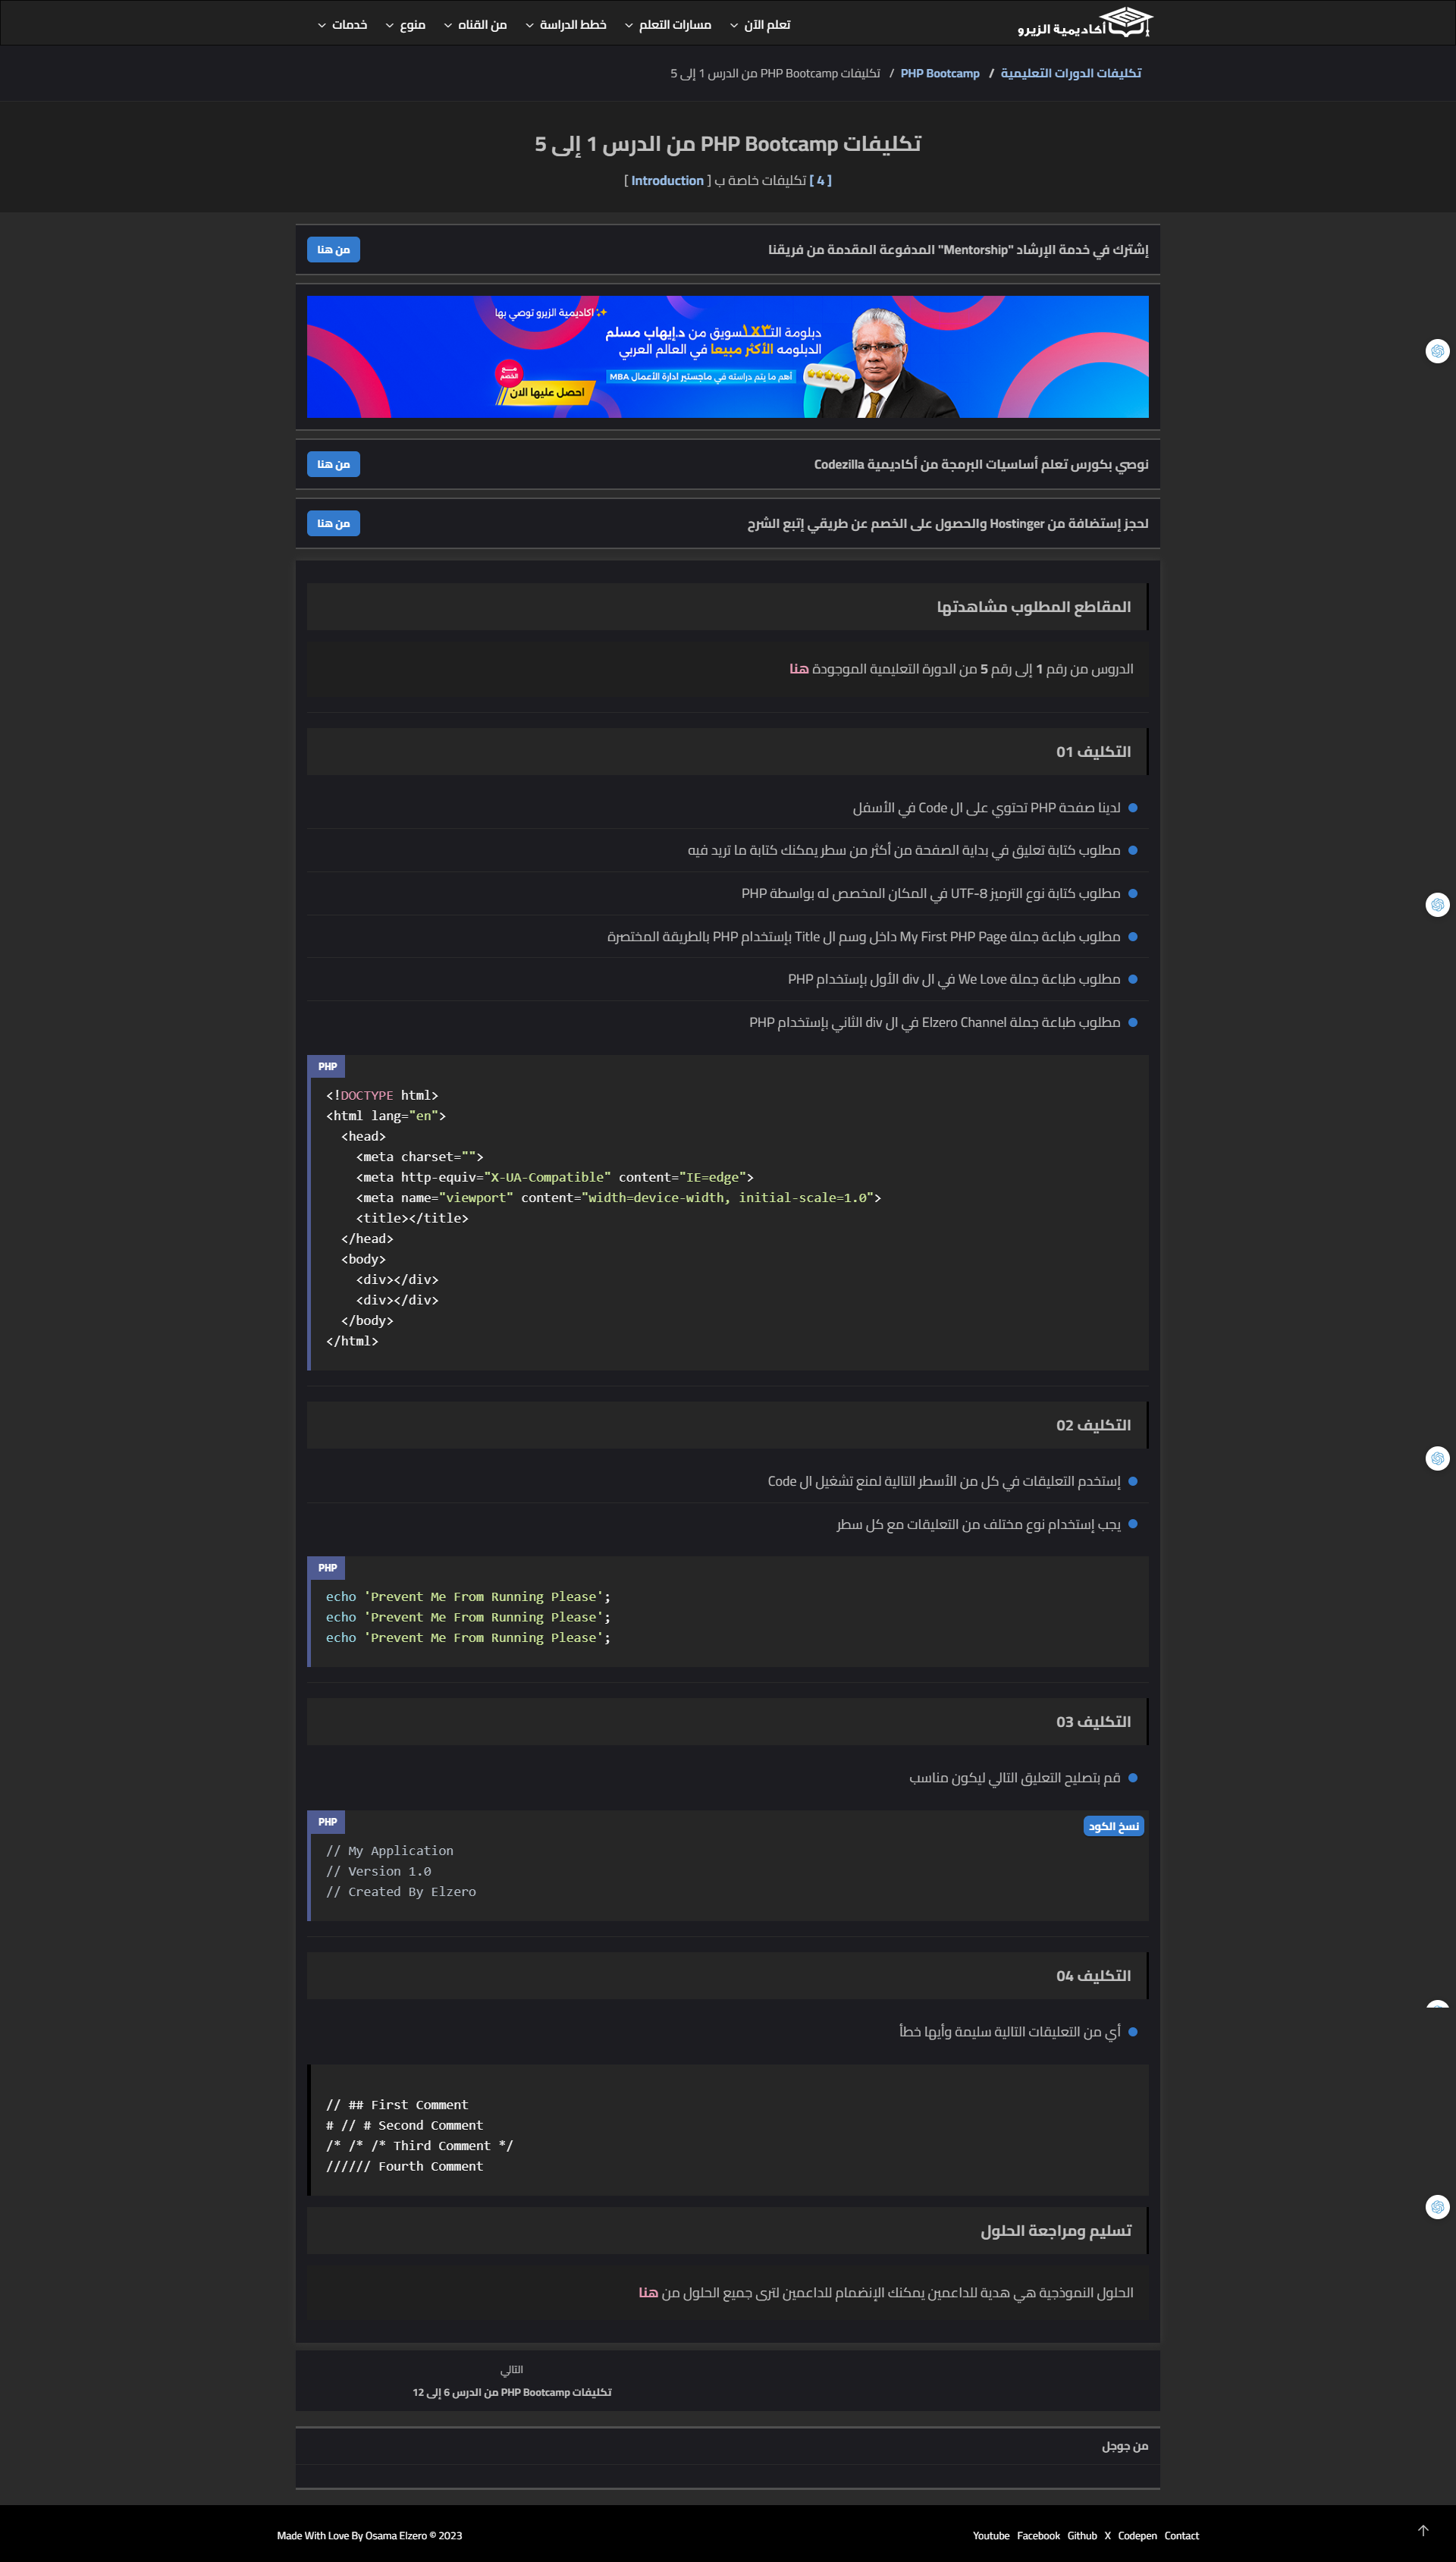 أكاديمية الزيرو
تعلم الآن
مسارات التعلم
خطط الدراسة
من القناه
منوع
خدمات
تكليفات الدورات التعليمية / PHP Bootcamp / تكليفات PHP Bootcamp من الدرس 1 إلى 5
تكليفات PHP Bootcamp من الدرس 1 إلى 5
[ 4 ] تكليفات خاصة ب [ Introduction ]
إشترك في خدمة الإرشاد "Mentorship" المدفوعة المقدمة من فريقنا
من هنا
اكاديمية الزيرو توصي بها
دبلومة التسويق ٣×١ من د.إيهاب مسلم
الدبلومه الأكثر مبيعا في العالم العربي
أهم ما يتم دراسته في ماجستير ادارة الأعمال MBA
مع الخصم
احصل عليها الان
نوصي بكورس تعلم أساسيات البرمجة من أكاديمية Codezilla
من هنا
لحجز إستضافة من Hostinger والحصول على الخصم عن طريقي إتبع الشرح
من هنا
المقاطع المطلوب مشاهدتها
الدروس من رقم 1 إلى رقم 5 من الدورة التعليمية الموجودة هنا
التكليف 01
لدينا صفحة PHP تحتوي على ال Code في الأسفل
مطلوب كتابة تعليق في بداية الصفحة من أكثر من سطر يمكنك كتابة ما تريد فيه
مطلوب كتابة نوع الترميز UTF-8 في المكان المخصص له بواسطة PHP
مطلوب طباعة جملة My First PHP Page داخل وسم ال Title بإستخدام PHP بالطريقة المختصرة
مطلوب طباعة جملة We Love في ال div الأول بإستخدام PHP
مطلوب طباعة جملة Elzero Channel في ال div الثاني بإستخدام PHP
PHP
<!DOCTYPE html>
<html lang="en">
<head>
<meta charset="">
<meta http-equiv="X-UA-Compatible" content="IE=edge">
<meta name="viewport" content="width=device-width, initial-scale=1.0">
<title></title>
</head>
<body>
<div></div>
<div></div>
</body>
</html>
التكليف 02
إستخدم التعليقات في كل من الأسطر التالية لمنع تشغيل ال Code
يجب إستخدام نوع مختلف من التعليقات مع كل سطر
PHP
echo 'Prevent Me From Running Please';
echo 'Prevent Me From Running Please';
echo 'Prevent Me From Running Please';
التكليف 03
قم بتصليح التعليق التالي ليكون مناسب
PHP
نسخ الكود
// My Application
// Version 1.0
// Created By Elzero
التكليف 04
أي من التعليقات التالية سليمة وأيها خطأ
// ## First Comment
# // # Second Comment
/* /* /* Third Comment */
////// Fourth Comment
تسليم ومراجعة الحلول
الحلول النموذجية هي هدية للداعمين يمكنك الإنضمام للداعمين لترى جميع الحلول من هنا
التالي
تكليفات PHP Bootcamp من الدرس 6 إلى 12
من جوجل
Made With Love By Osama Elzero © 2023
Youtube Facebook Github X Codepen Contact